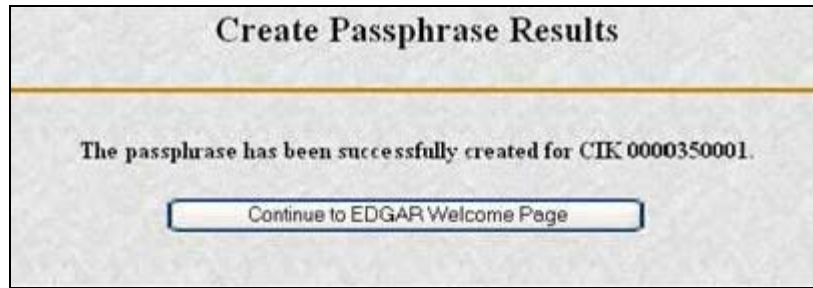 Create Passphrase Results
The passphrase has been successfully created for CIK 0000350001.
Continue to EDGAR Welcome Page